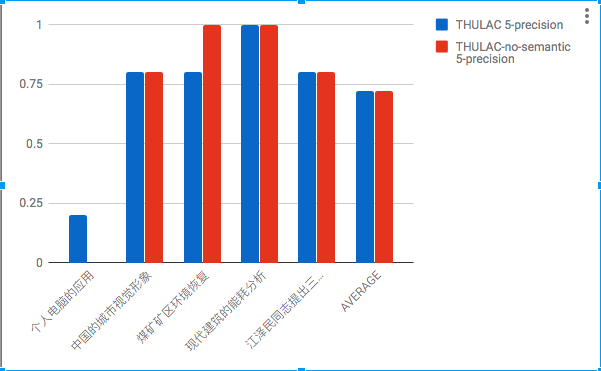 1
0.75
0.5
0.25
0
个人电脑的应用
中国的城市视觉形象
煤矿矿区环境恢复
现代建筑的能耗分析
江泽民同志提出三...
AVERAGE
THULAC 5-precision
THULAC-no-semantic
5-precision